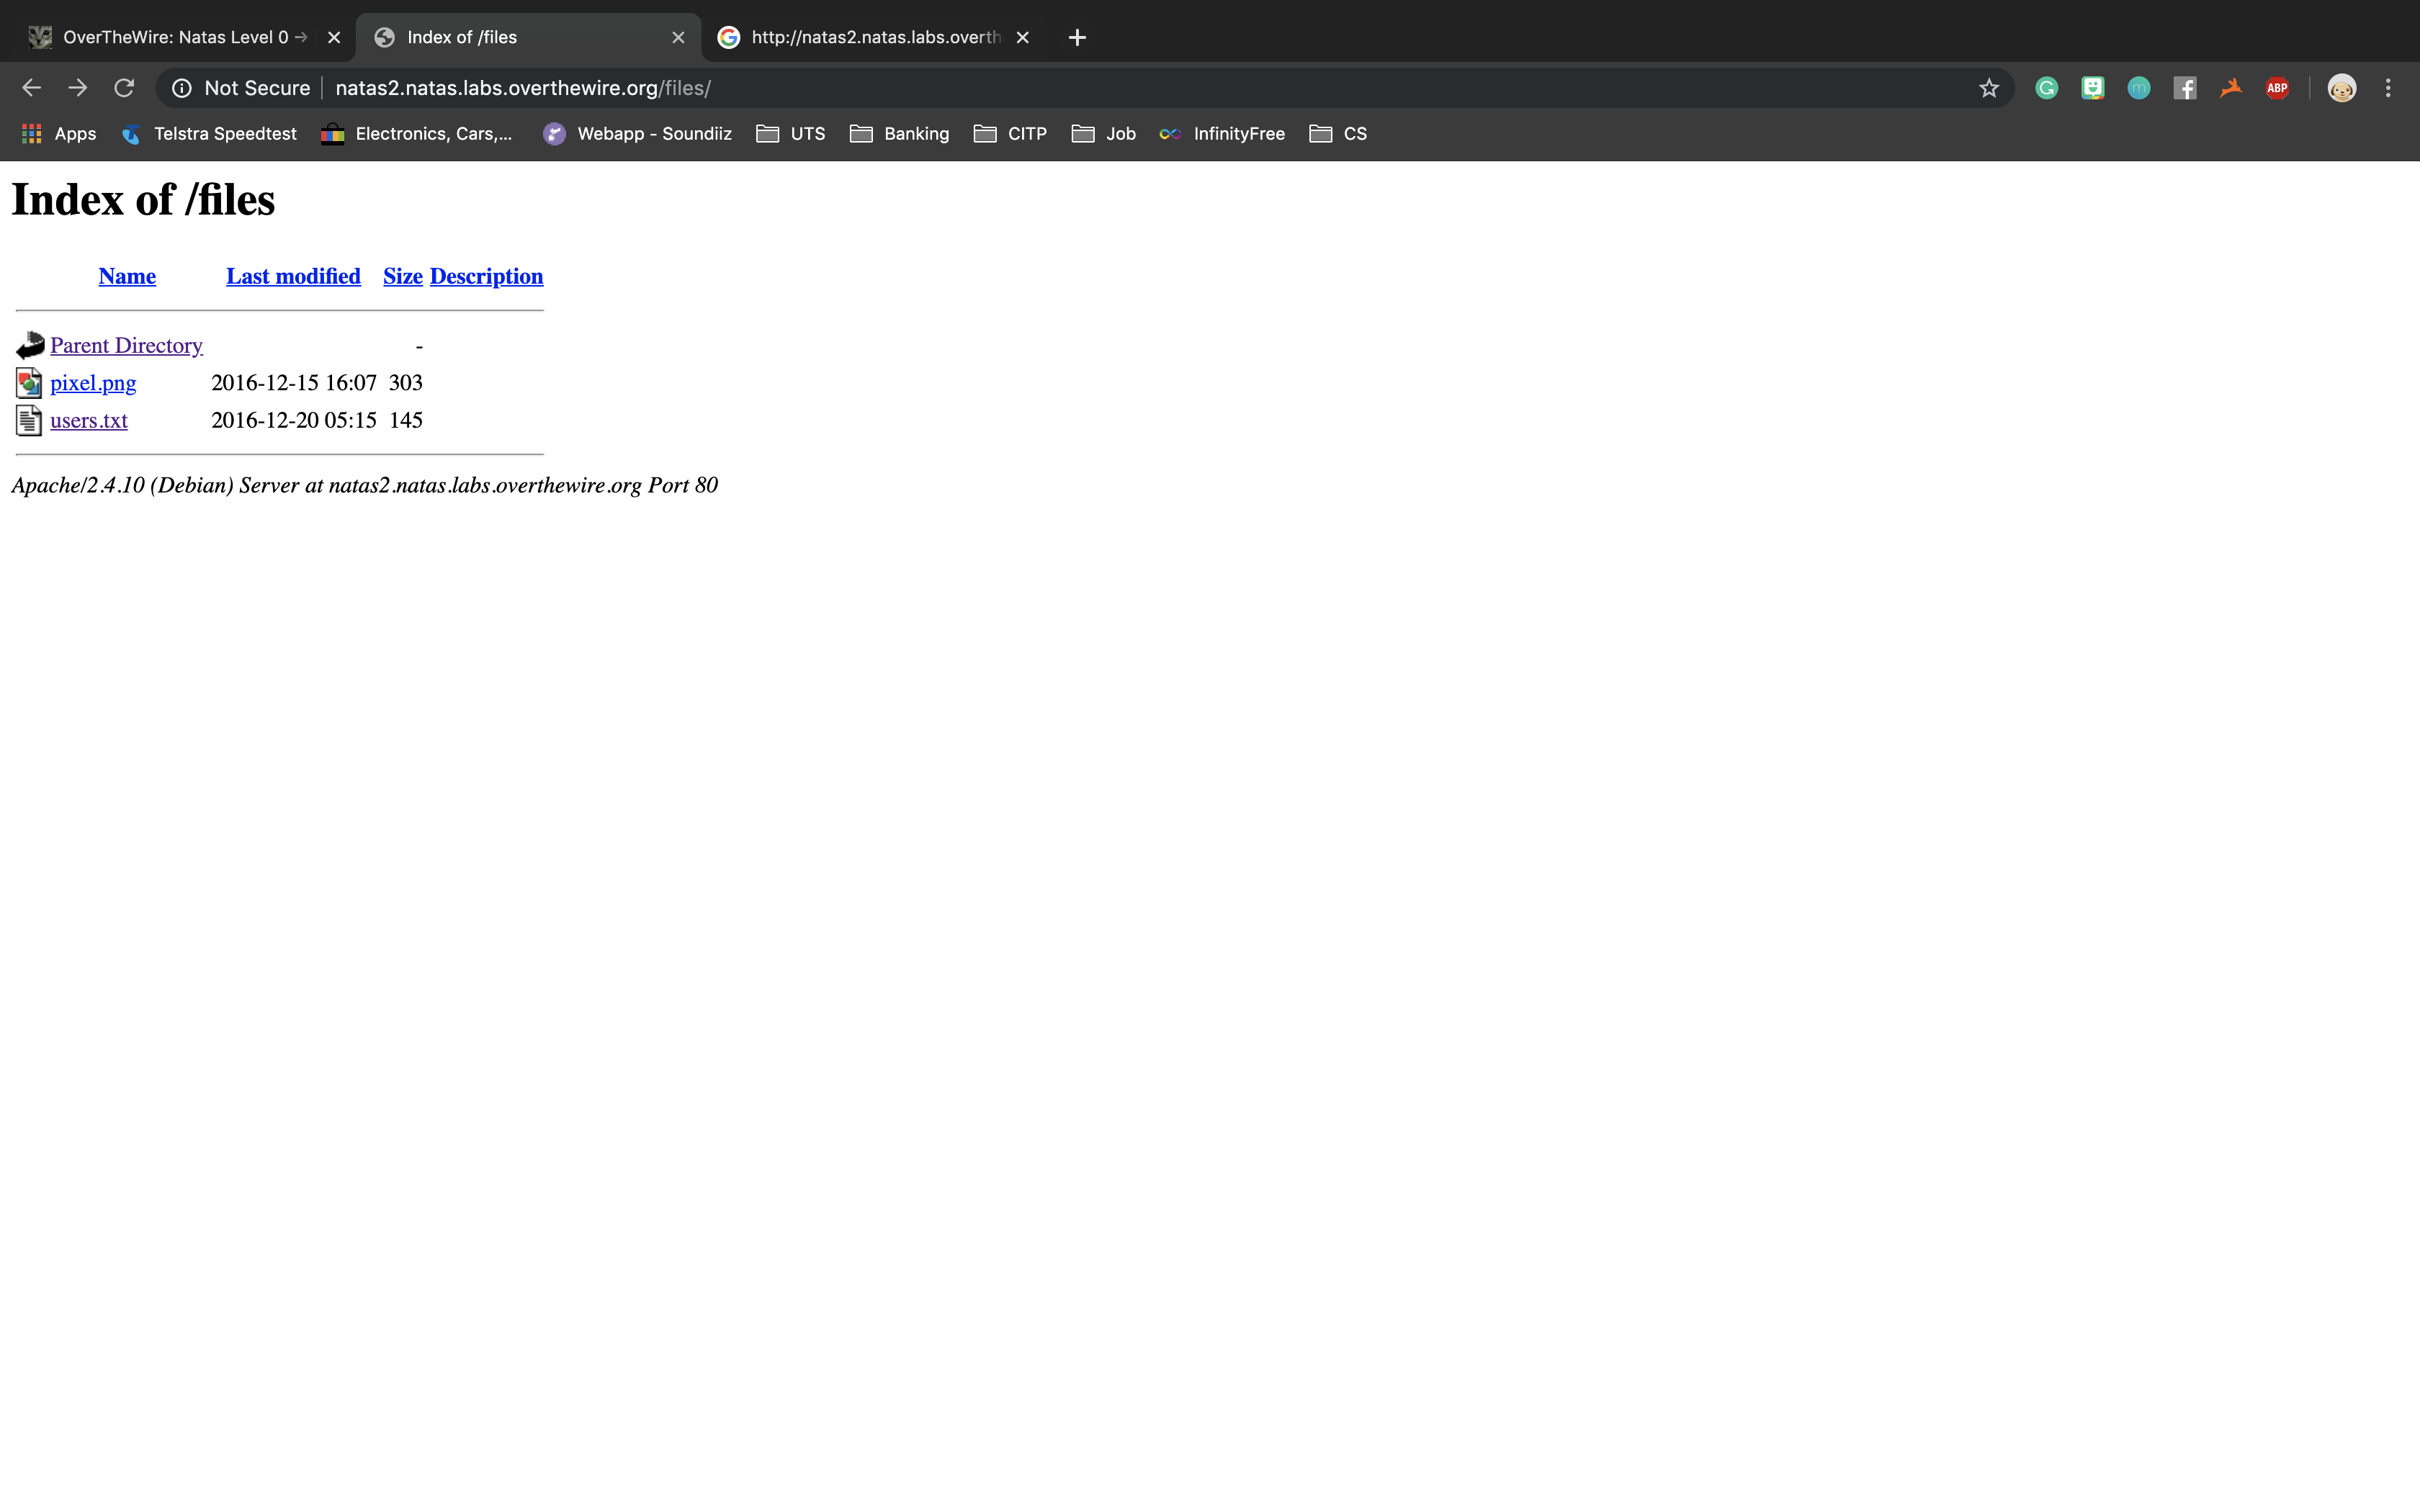 OverTheWire: Natas Level 0 →
Index of /files
http://natas2.natas.labs.overth
Not Secure natas2.natas.labs.overthewire.org/files/
G m f ABP
Apps Telstra Speedtest Electronics, Cars,... Webapp - Soundiiz UTS Banking CITP Job InfinityFree CS
Index of /files
Name Last modified Size Description
Parent Directory -
pixel.png 2016-12-15 16:07 303
users.txt 2016-12-20 05:15 145
Apache/2.4.10 (Debian) Server at natas2.natas.labs.overthewire.org Port 80